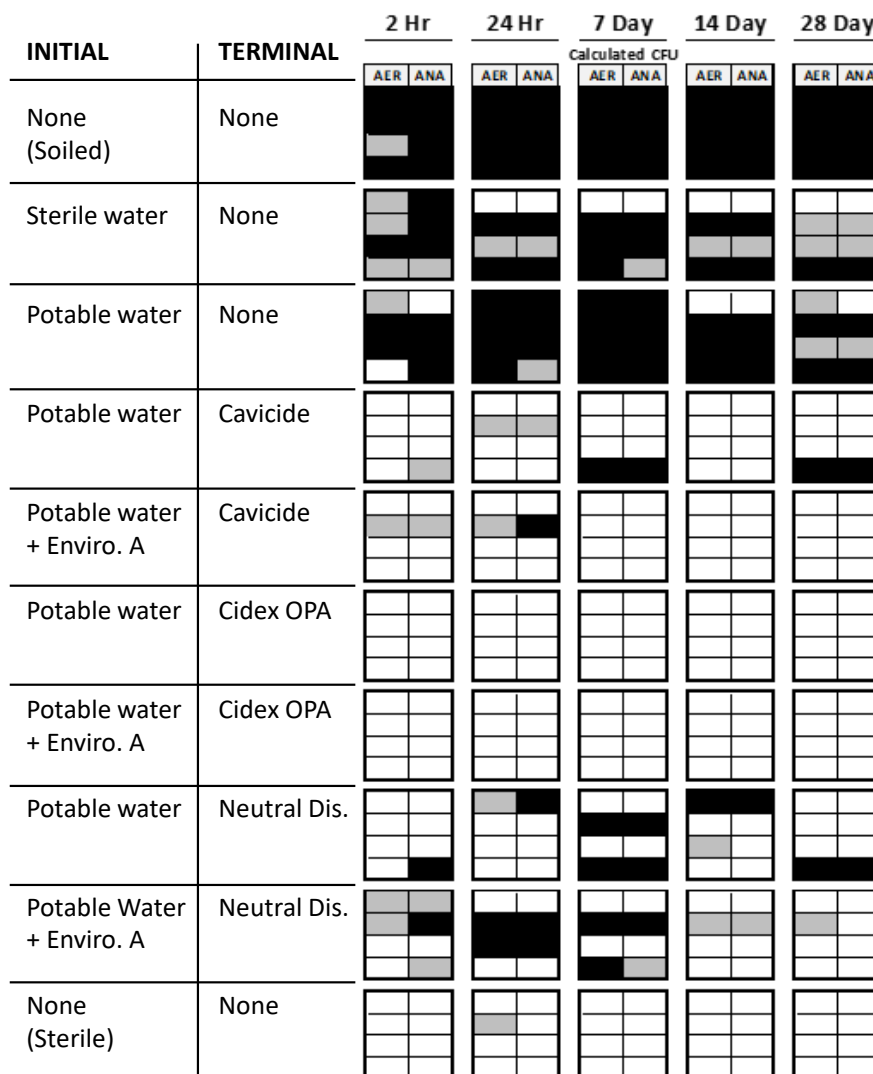 2 Hr 24 Hr 7 Day 14 Day 28 Day
INITIAL TERMINAL
Calculated CFU
AER ANA AER ANA AER ANA AER ANA AER ANA
None None
(Soiled)
Sterile water None
Potable water None
Potable water Cavicide
Potable water Cavicide
+ Enviro. A
Potable water Cidex OPA
Potable water Cidex OPA
+ Enviro. A
Potable water Neutral Dis.
Potable Water Neutral Dis.
+ Enviro. A
None None
(Sterile)